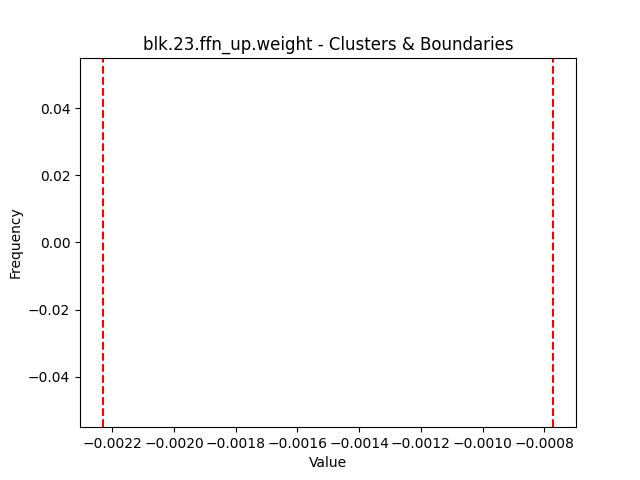 blk.23.ffn_up.weight - Clusters & Boundaries
0.04
0.02
0.00
−0.02
−0.04
Frequency
−0.0022 −0.0020 −0.0018 −0.0016 −0.0014 −0.0012 −0.0010 −0.0008
Value